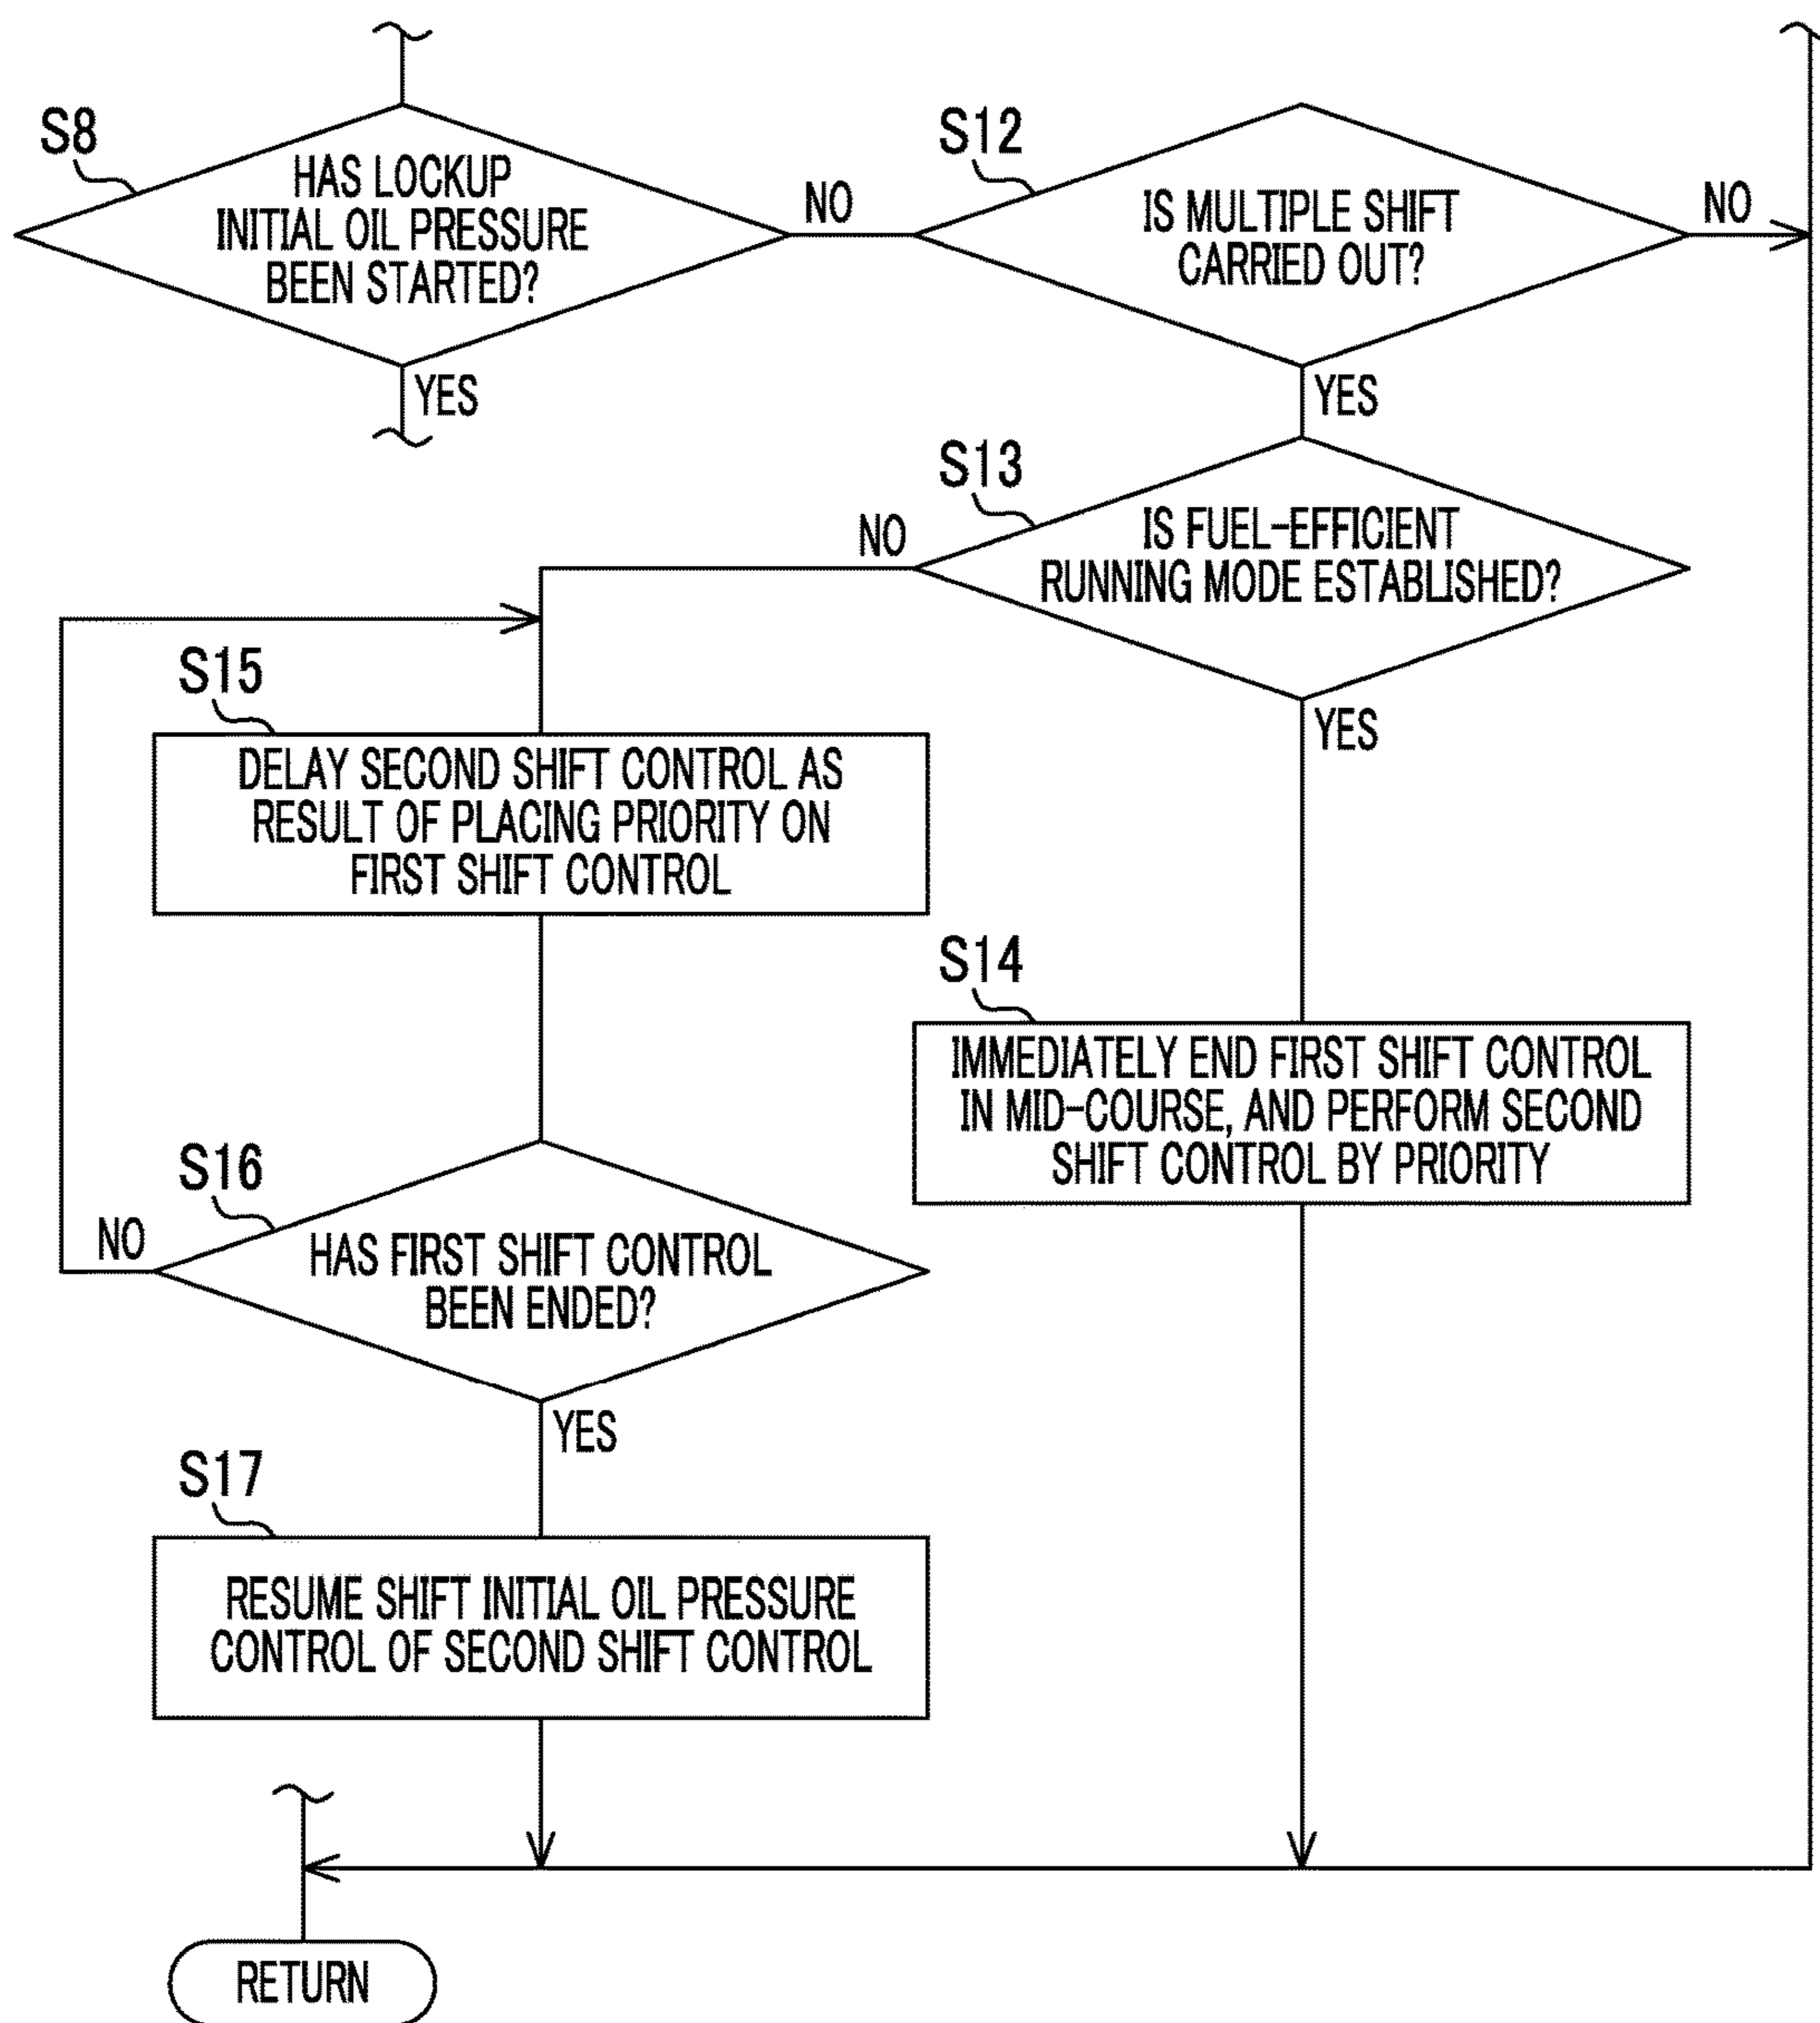 S8
HAS LOCKUP
INITIAL OIL PRESSURE
BEEN STARTED?
NO
YES
S12
IS MULTIPLE SHIFT
CARRIED OUT?
NO
YES
S13
IS FUEL-EFFICIENT
RUNNING MODE ESTABLISHED?
NO
YES
S15
DELAY SECOND SHIFT CONTROL AS
RESULT OF PLACING PRIORITY ON
FIRST SHIFT CONTROL
S14
IMMEDIATELY END FIRST SHIFT CONTROL
IN MID-COURSE, AND PERFORM SECOND
SHIFT CONTROL BY PRIORITY
S16
HAS FIRST SHIFT CONTROL
BEEN ENDED?
NO
YES
S17
RESUME SHIFT INITIAL OIL PRESSURE
CONTROL OF SECOND SHIFT CONTROL
RETURN